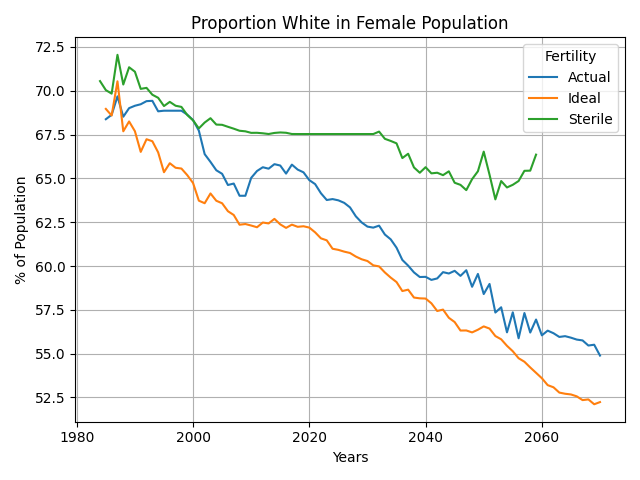 Proportion White in Female Population
% of Population
72.5
70.0
67.5
65.0
62.5
60.0
57.5
55.0
52.5
Fertility
Actual
Ideal
Sterile
1980 2000 2020 2040 2060
Years